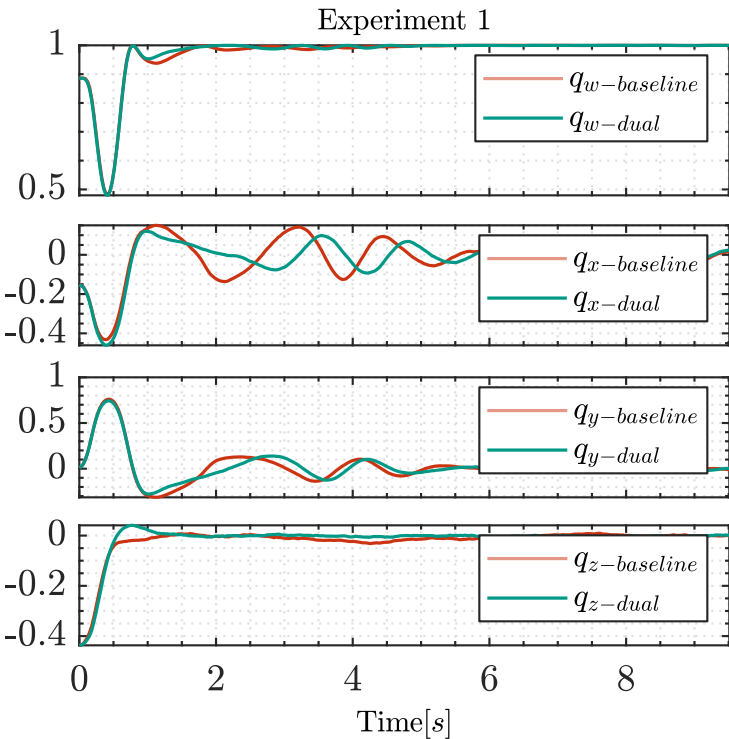 Experiment 1
1
0.5
q_{w-baseline}
q_{w-dual}
0
-0.2
-0.4
q_{x-baseline}
q_{x-dual}
1
0.5
0
q_{y-baseline}
q_{y-dual}
0
-0.2
-0.4
q_{z-baseline}
q_{z-dual}
0 2 4 6 8
Time[s]